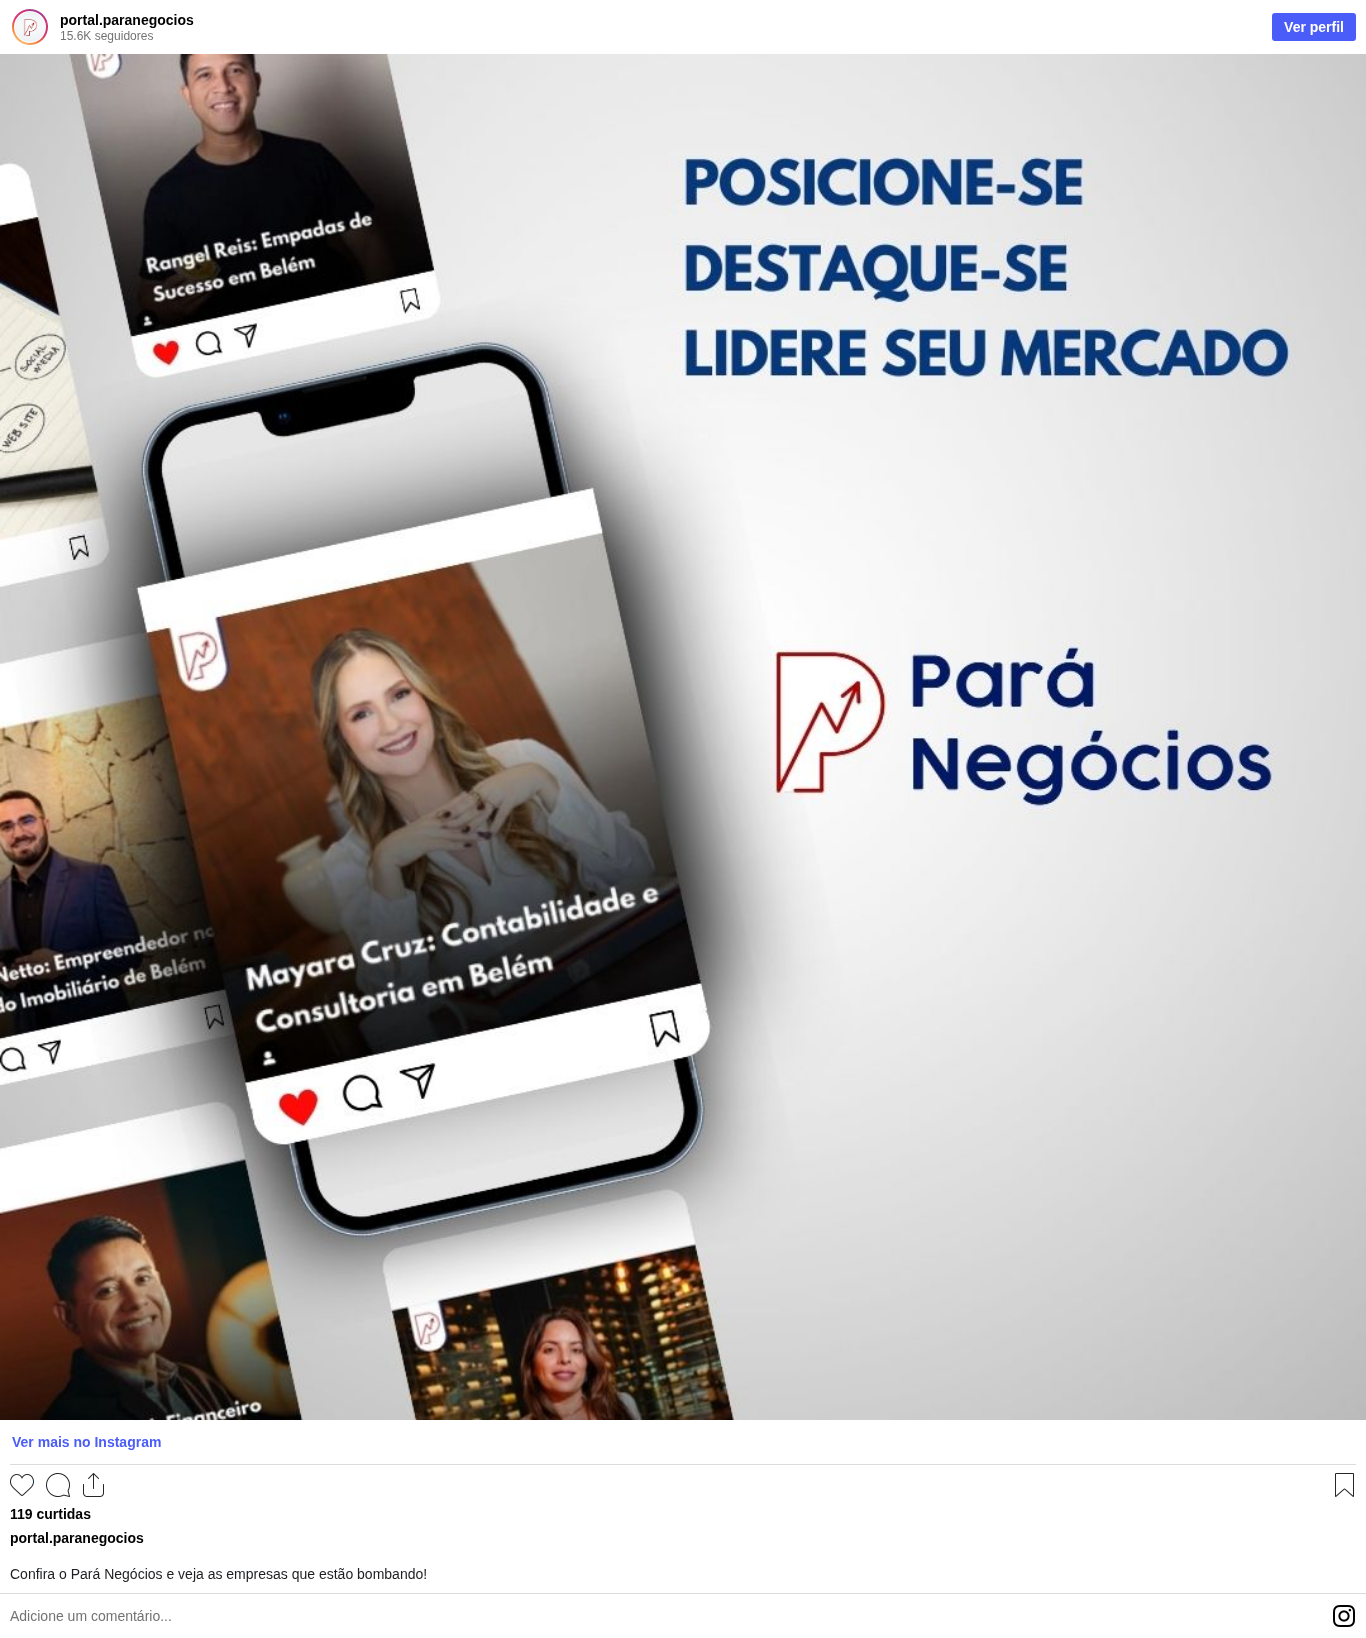 portal.paranegocios
15.6K seguidores
Ver perfil
POSICIONE-SE
DESTAQUE-SE
LIDERE SEU MERCADO
Rangel Reis: Empadas de
Sucesso em Belém
SOCIAL
MEDIA
WEB SITE
Pará
Negócios
Netto: Empreendedor no
do Imobiliário de Belém
Mayara Cruz: Contabilidade e
Consultoria em Belém
Financeiro
Ver mais no Instagram
119 curtidas
portal.paranegocios
Confira o Pará Negócios e veja as empresas que estão bombando!
Adicione um comentário...